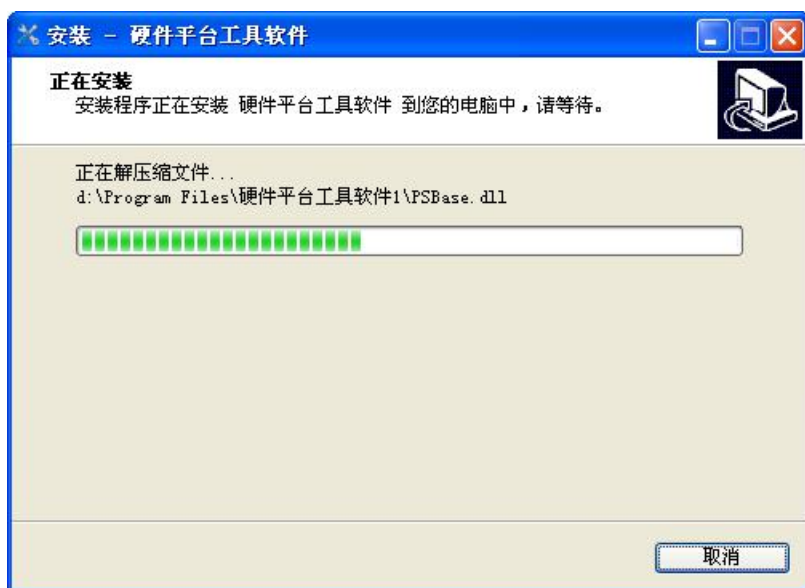 安装 - 硬件平台工具软件
正在安装
安装程序正在安装 硬件平台工具软件 到您的电脑中，请等待。
正在解压缩文件...
d:\Program Files\硬件平台工具软件1\PSBase.dll
取消